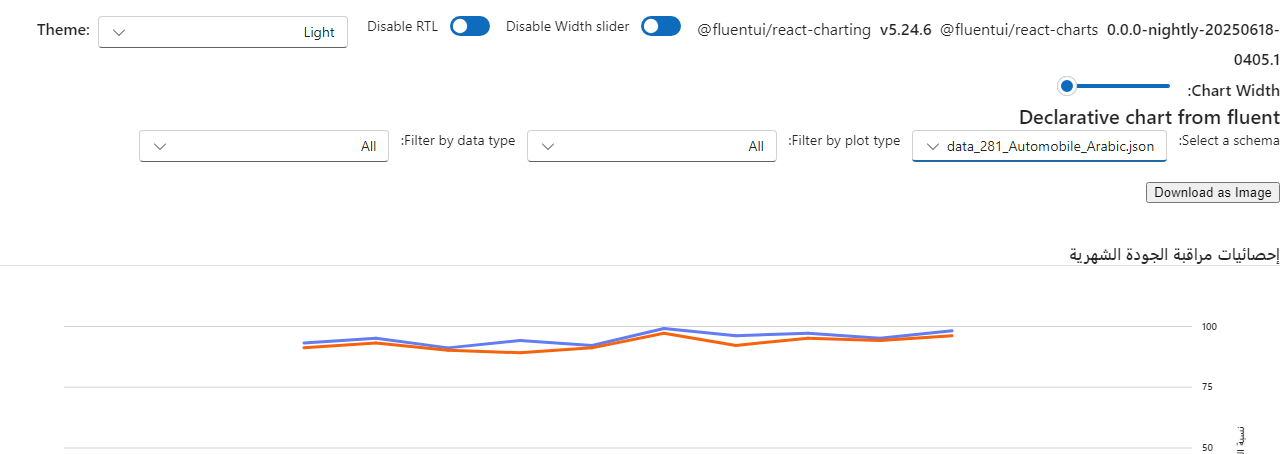 Theme: Light Disable RTL Disable Width slider @fluentui/react-charting v5.24.6 @fluentui/react-charts 0.0.0-nightly-20250618-
0405.1
:Chart Width
Declarative chart from fluent
:Select a schema data_281_Automobile_Arabic.json :Filter by plot type All :Filter by data type All
Download as Image
إحصائيات مراقبة الجودة الشهرية
100
75
50
نسبة